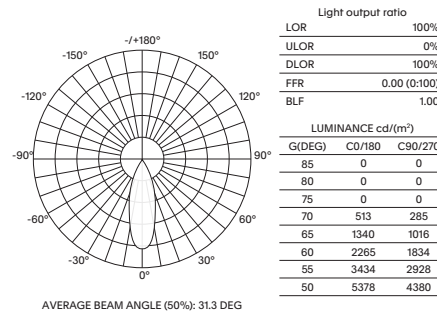 -/+180°
-150° 150°
-120° 120°
-90° 90°
-60° 60°
-30° 30°
0°
AVERAGE BEAM ANGLE (50%): 31.3 DEG
Light output ratio
LOR 100%
ULOR 0%
DLOR 100%
FFR 0.00 (0:100)
BLF 1.00
LUMINANCE cd/(m²)
G(DEG) C0/180 C90/270
85 0 0
80 0 0
75 0 0
70 513 285
65 1340 1016
60 2265 1834
55 3434 2928
50 5378 4380